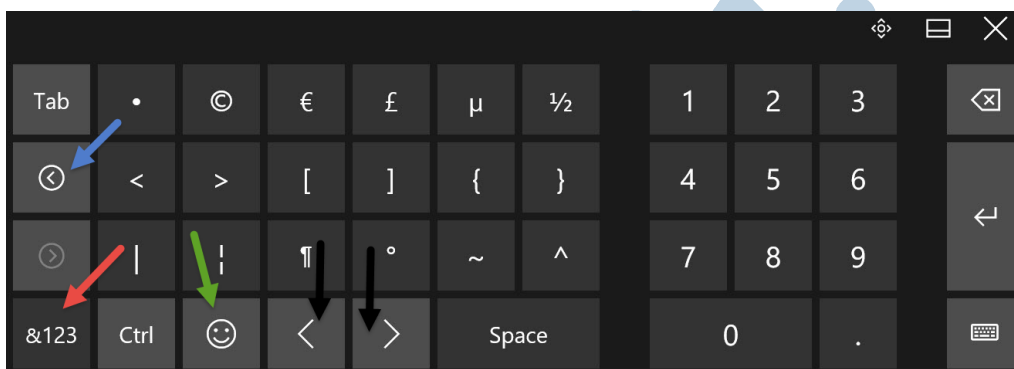 Tab • © € £ µ ½ 1 2 3
< > [ ] { } 4 5 6
| ¦ ¶ ° ~ ^ 7 8 9
&123 Ctrl < > Space 0 .